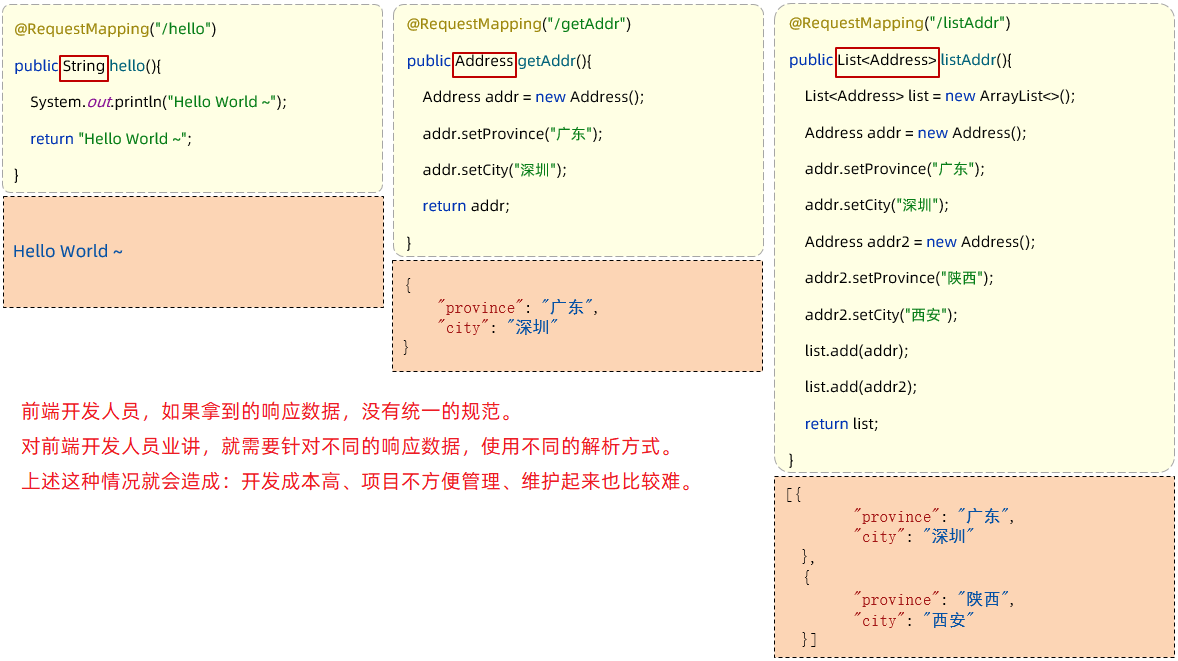 @RequestMapping("/hello")
public String hello(){
System.out.println("Hello World ~");
return "Hello World ~";
}
Hello World ~
@RequestMapping("/getAddr")
public Address getAddr(){
Address addr = new Address();
addr.setProvince("广东");
addr.setCity("深圳");
return addr;
}
{
"province": "广东",
"city": "深圳"
}
@RequestMapping("/listAddr")
public List<Address> listAddr(){
List<Address> list = new ArrayList<>();
Address addr = new Address();
addr.setProvince("广东");
addr.setCity("深圳");
Address addr2 = new Address();
addr2.setProvince("陕西");
addr2.setCity("西安");
list.add(addr);
list.add(addr2);
return list;
}
[{
"province": "广东",
"city": "深圳"
},
{
"province": "陕西",
"city": "西安"
}]
前端开发人员，如果拿到的响应数据，没有统一的规范。
对前端开发人员业讲，就需要针对不同的响应数据，使用不同的解析方式。
上述这种情况就会造成：开发成本高、项目不方便管理、维护起来也比较难。